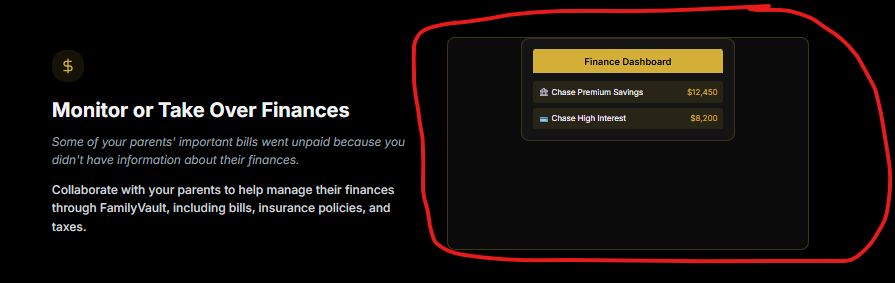 $
Monitor or Take Over Finances
Some of your parents' important bills went unpaid because you
didn't have information about their finances.
Collaborate with your parents to help manage their finances
through FamilyVault, including bills, insurance policies, and
taxes.
Finance Dashboard
Chase Premium Savings $12,450
Chase High Interest $8,200